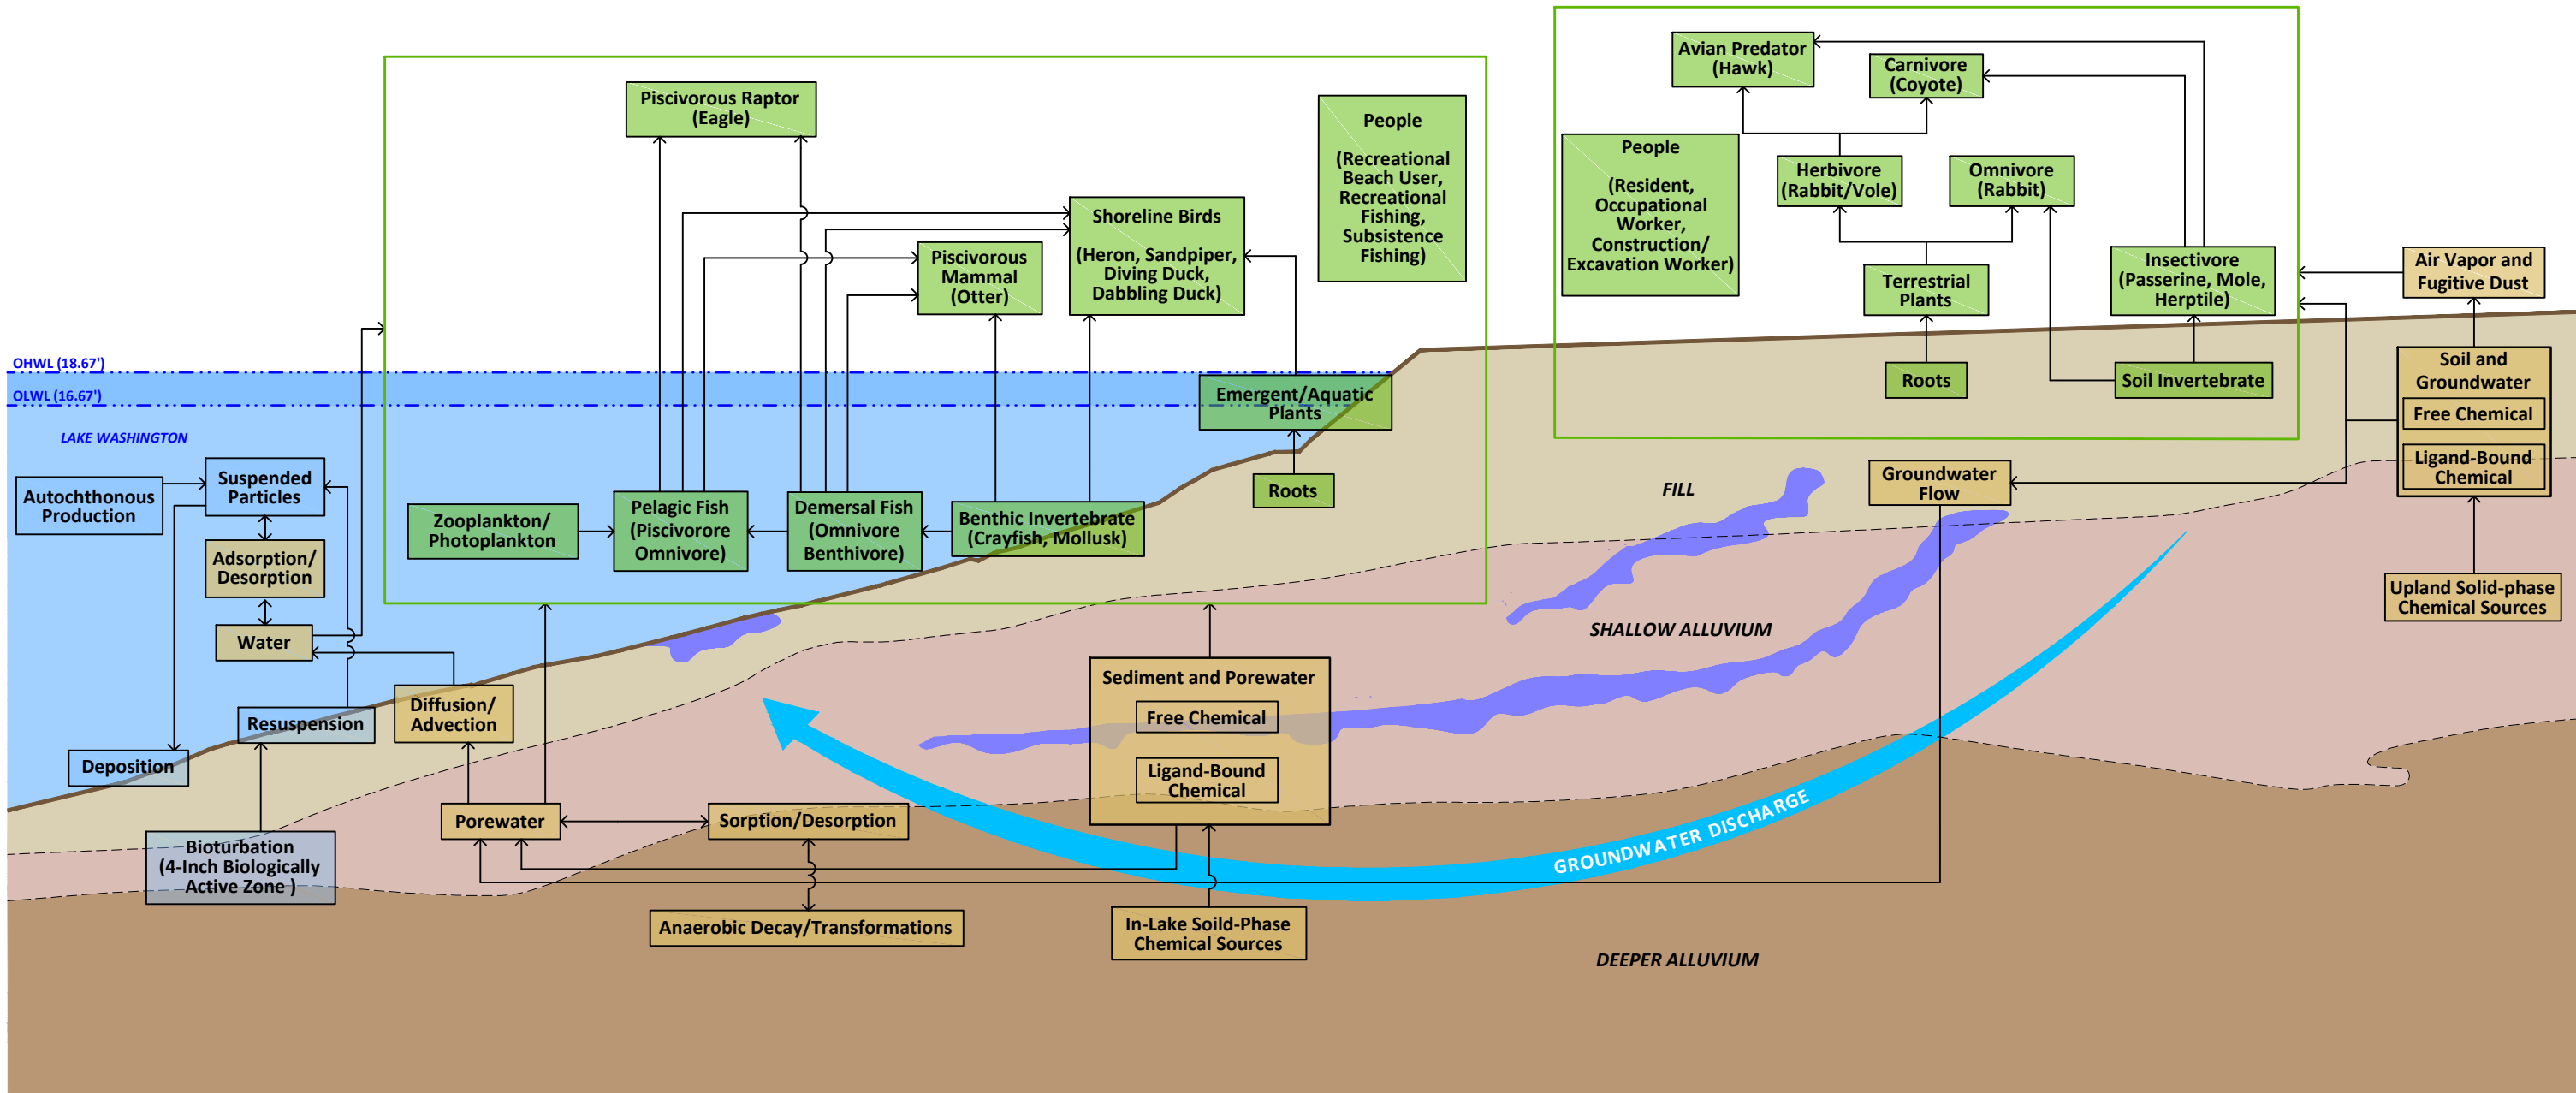 Piscivorous Raptor
(Eagle)
People
(Recreational
Beach User,
Recreational
Fishing,
Subsistence
Fishing)
Shoreline Birds
(Heron, Sandpiper,
Diving Duck,
Dabbling Duck)
Piscivorous
Mammal
(Otter)
Avian Predator
(Hawk)
Carnivore
(Coyote)
People
(Resident,
Occupational
Worker,
Construction/
Excavation Worker)
Herbivore
(Rabbit/Vole)
Omnivore
(Rabbit)
Terrestrial
Plants
Insectivore
(Passerine, Mole,
Herptile)
Air Vapor and
Fugitive Dust
Roots
Soil Invertebrate
Soil and
Groundwater
Free Chemical
Ligand-Bound
Chemical
Upland Solid-phase
Chemical Sources
OHWL (18.67')
OLWL (16.67')
LAKE WASHINGTON
Emergent/Aquatic
Plants
Roots
Autochthonous
Production
Suspended
Particles
Adsorption/
Desorption
Water
Zooplankton/
Photoplankton
Pelagic Fish
(Piscivorore
Omnivore)
Demersal Fish
(Omnivore
Benthivore)
Benthic Invertebrate
(Crayfish, Mollusk)
Groundwater
Flow
FILL
SHALLOW ALLUVIUM
Sediment and Porewater
Free Chemical
Ligand-Bound
Chemical
Diffusion/
Advection
Resuspension
Deposition
Porewater
Sorption/Desorption
Bioturbation
(4-Inch Biologically
Active Zone )
Anaerobic Decay/Transformations
In-Lake Soild-Phase
Chemical Sources
GROUNDWATER DISCHARGE
DEEPER ALLUVIUM